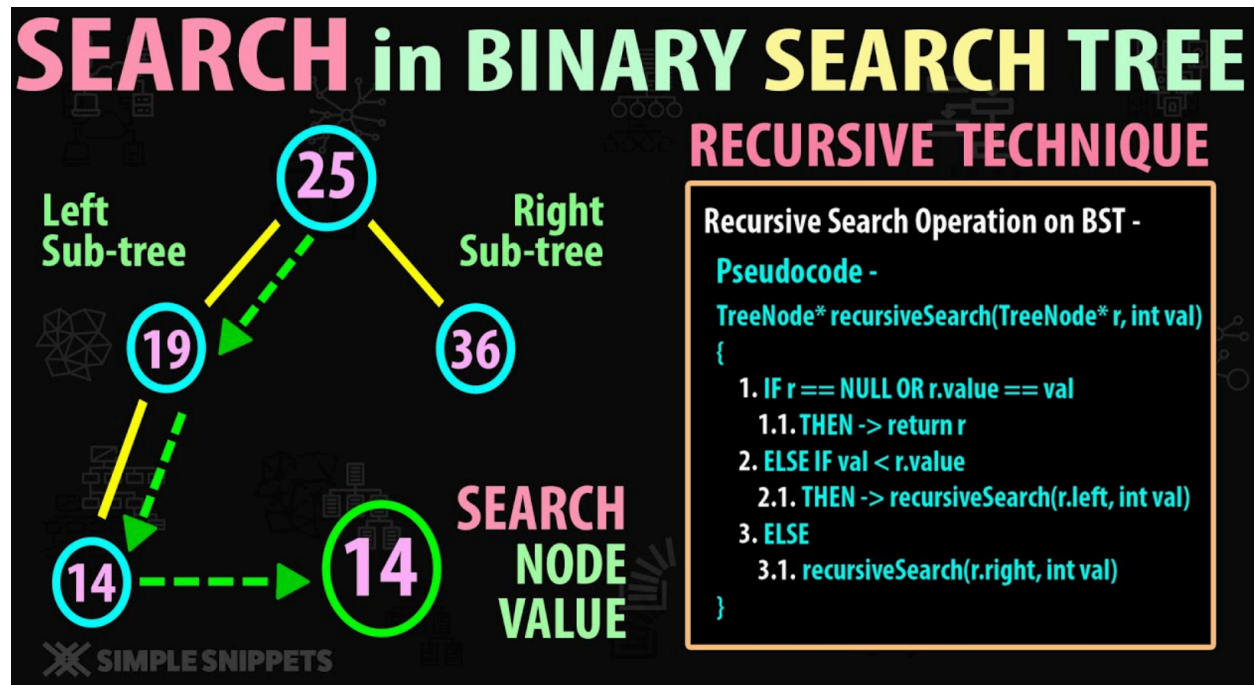 SEARCH in BINARY SEARCH TREE
25
Left
Sub-tree
Right
Sub-tree
19
36
14
14
SEARCH
NODE
VALUE
SIMPLE SNIPPETS
RECURSIVE TECHNIQUE
Recursive Search Operation on BST -
Pseudocode -
TreeNode* recursiveSearch(TreeNode* r, int val)
{
1. IF r == NULL OR r.value == val
1.1. THEN -> return r
2. ELSE IF val < r.value
2.1. THEN -> recursiveSearch(r.left, int val)
3. ELSE
3.1. recursiveSearch(r.right, int val)
}